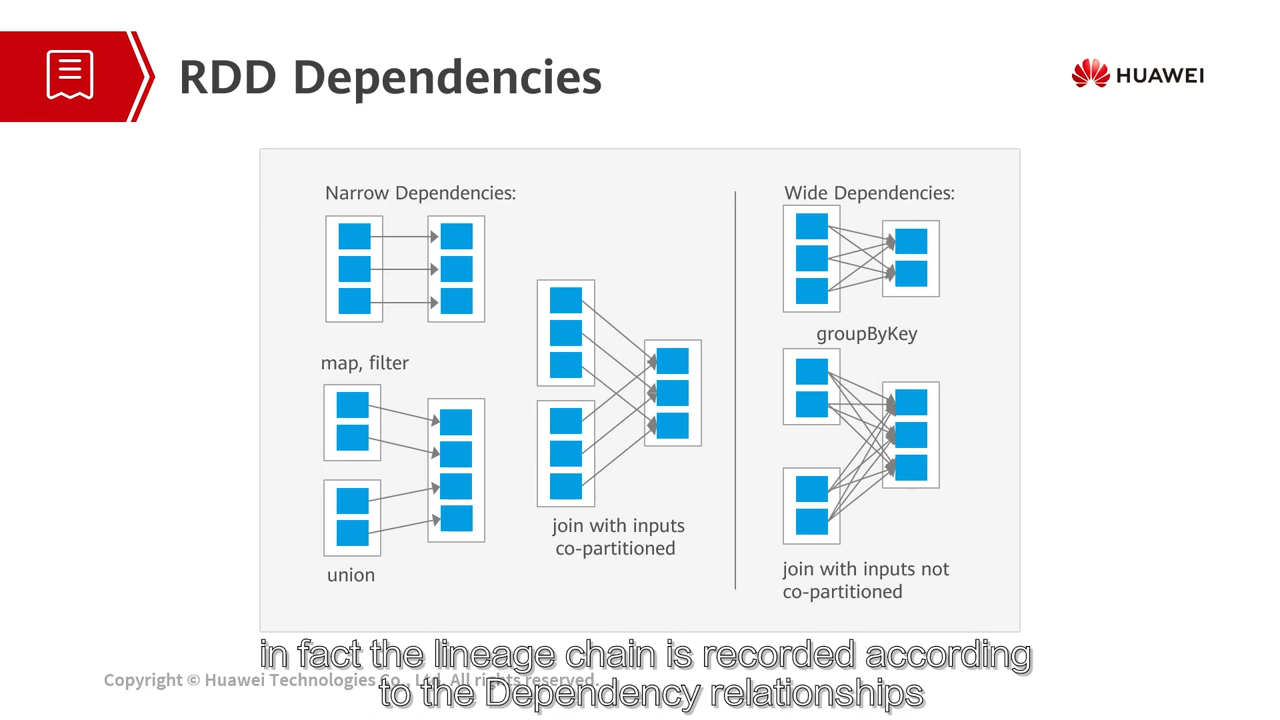 RDD Dependencies
HUAWEI
Narrow Dependencies:
map, filter
union
join with inputs
co-partitioned
Wide Dependencies:
groupByKey
join with inputs not
co-partitioned
in fact the lineage chain is recorded according
to the Dependency relationships
Copyright © Huawei Technologies Co., Ltd. All rights reserved.